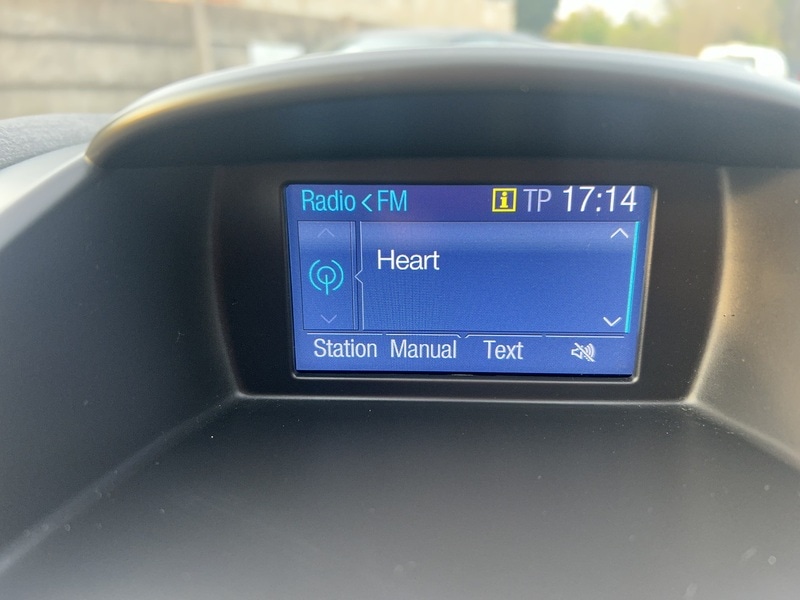 Radio < FM i TP 17:14
Heart
Station Manual Text